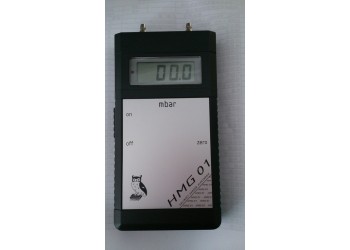 00.0
mbar
on
off
zero
HMG 01